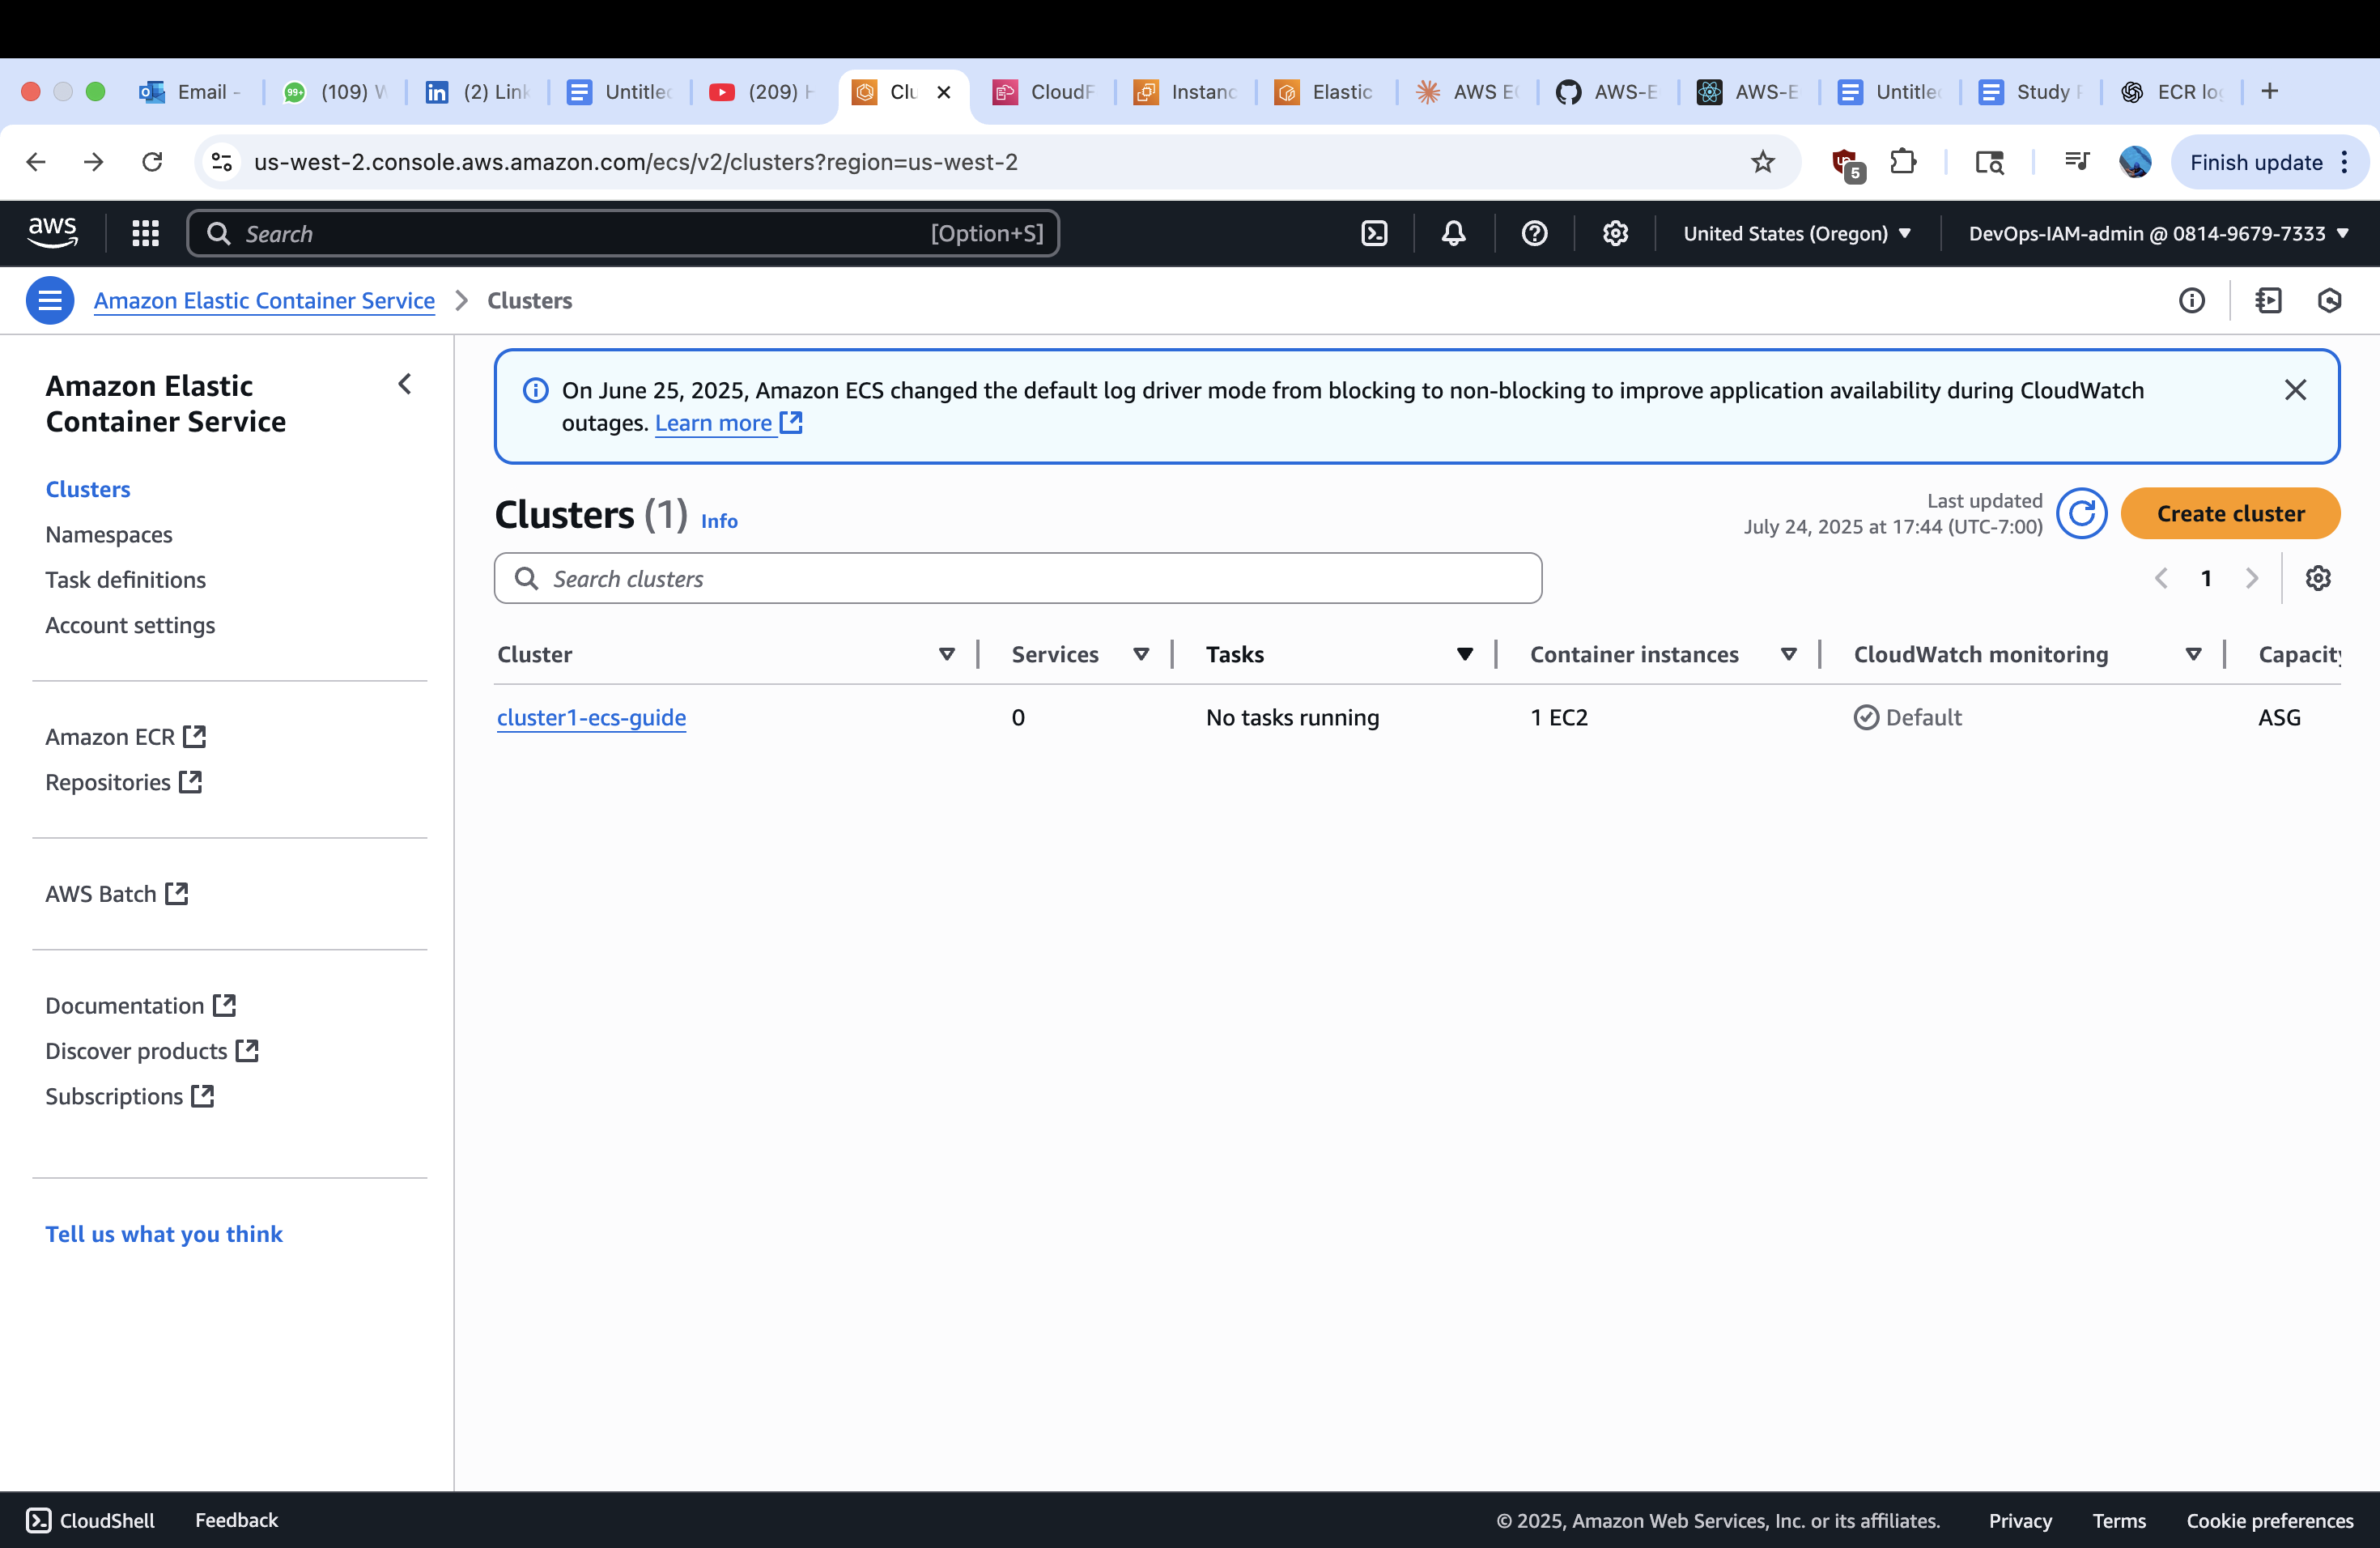 Email -
(109) W
(2) Link
Untitled
(209) H
Clu
CloudF
Instanc
Elastic
AWS EC
AWS-E
AWS-E
Untitled
Study P
ECR log
us-west-2.console.aws.amazon.com/ecs/v2/clusters?region=us-west-2
5
Finish update
aws
Search
[Option+S]
United States (Oregon)
DevOps-IAM-admin @ 0814-9679-7333
Amazon Elastic Container Service
Clusters
Amazon Elastic
Container Service
Clusters
Namespaces
Task definitions
Account settings
Amazon ECR
Repositories
AWS Batch
Documentation
Discover products
Subscriptions
Tell us what you think
On June 25, 2025, Amazon ECS changed the default log driver mode from blocking to non-blocking to improve application availability during CloudWatch
outages. Learn more
Clusters (1) Info
Last updated
July 24, 2025 at 17:44 (UTC-7:00)
Create cluster
Search clusters
1
Cluster Services Tasks Container instances CloudWatch monitoring Capacity
cluster1-ecs-guide 0 No tasks running 1 EC2 Default ASG
CloudShell Feedback
© 2025, Amazon Web Services, Inc. or its affiliates. Privacy Terms Cookie preferences